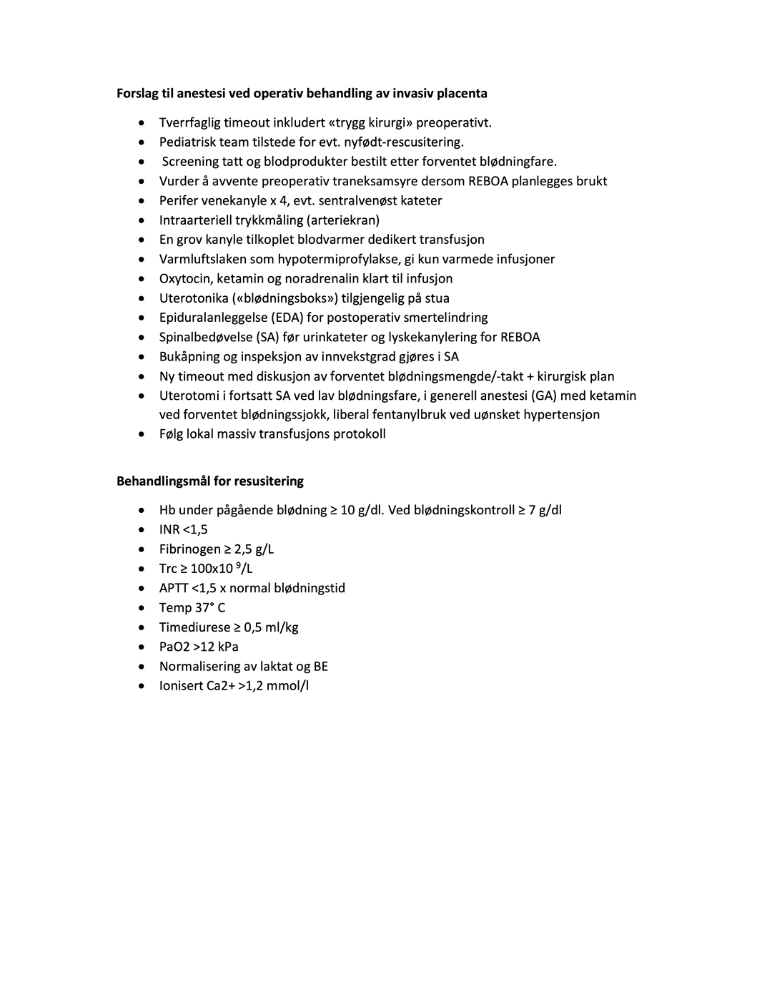 Forslag til anestesi ved operativ behandling av invasiv placenta
• Tverrfaglig timeout inkludert «trygg kirurgi» preoperativt.
• Pediatrisk team tilstede for evt. nyfødt-rescusitering.
• Screening tatt og blodprodukter bestilt etter forventet blødningfare.
• Vurder å avvente preoperativ traneksamsyre dersom REBOA planlegges brukt
• Perifer venekanyle x 4, evt. sentralvenøst kateter
• Intraarteriell trykkmåling (arteriekran)
• En grov kanyle tilkoplet blodvarmer dedikert transfusjon
• Varmluftslaken som hypotermiprofylakse, gi kun varmede infusjoner
• Oxytocin, ketamin og noradrenalin klart til infusjon
• Uterotonika («blødningsboks») tilgjengelig på stua
• Epiduralanleggelse (EDA) for postoperativ smertelindring
• Spinalbedøvelse (SA) før urinkateter og lyskekanylering for REBOA
• Bukåpning og inspeksjon av innvekstgrad gjøres i SA
• Ny timeout med diskusjon av forventet blødningsmengde/-takt + kirurgisk plan
• Uterotomi i fortsatt SA ved lav blødningsfare, i generell anestesi (GA) med ketamin
ved forventet blødningssjokk, liberal fentanylbruk ved uønsket hypertensjon
• Følg lokal massiv transfusjons protokoll
Behandlingsmål for resusitering
• Hb under pågående blødning ≥ 10 g/dl. Ved blødningskontroll ≥ 7 g/dl
• INR <1,5
• Fibrinogen ≥ 2,5 g/L
• Trc ≥ 100x10 ⁹/L
• APTT <1,5 x normal blødningstid
• Temp 37° C
• Timediurese ≥ 0,5 ml/kg
• PaO2 >12 kPa
• Normalisering av laktat og BE
• Ionisert Ca2+ >1,2 mmol/l